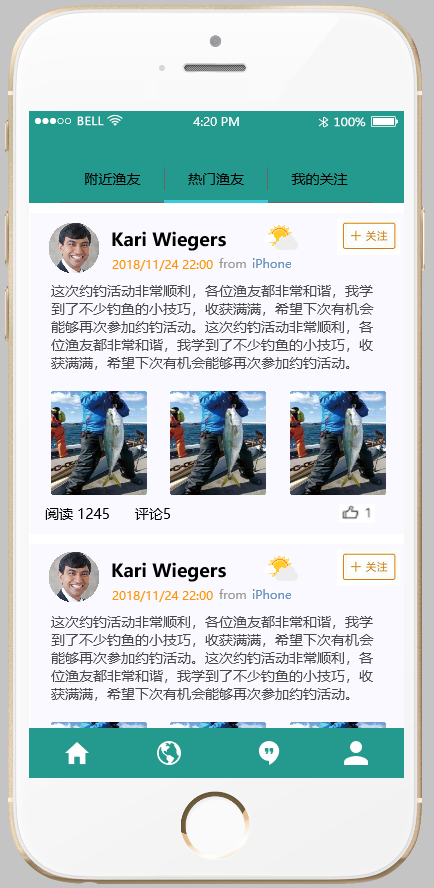 BELL 4:20 PM 100%
附近渔友 热门渔友 我的关注
Kari Wiegers 关注
2018/11/24 22:00 from iPhone
这次约钓活动非常顺利，各位渔友都非常和谐，我学
到了不少钓鱼的小技巧，收获满满，希望下次有机会
能够再次参加约钓活动。这次约钓活动非常顺利，各
位渔友都非常和谐，我学到了不少钓鱼的小技巧，收
获满满，希望下次有机会能够再次参加约钓活动。
阅读 1245 评论5 1
Kari Wiegers 关注
2018/11/24 22:00 from iPhone
这次约钓活动非常顺利，各位渔友都非常和谐，我学
到了不少钓鱼的小技巧，收获满满，希望下次有机会
能够再次参加约钓活动。这次约钓活动非常顺利，各
位渔友都非常和谐，我学到了不少钓鱼的小技巧，收
获满满，希望下次有机会能够再次参加约钓活动。